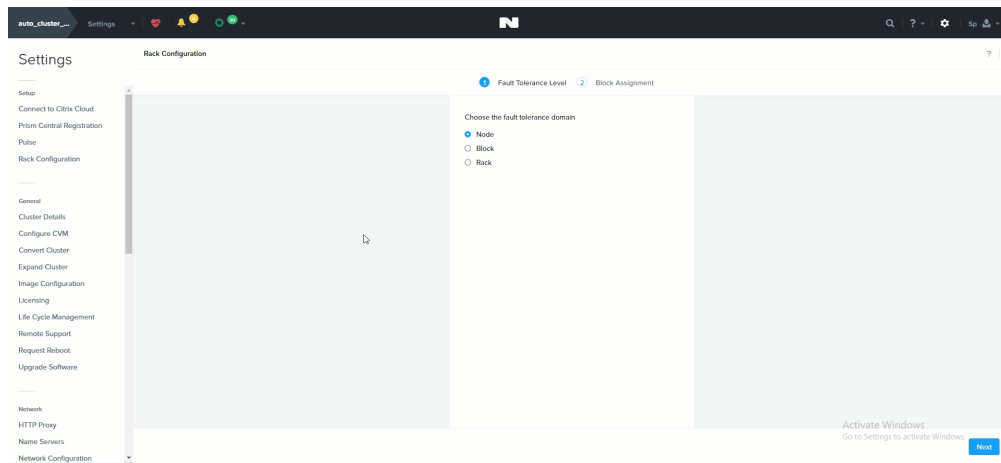 auto_cluster_... Settings 20 ? Sp
Settings
Rack Configuration ?
1 Fault Tolerance Level 2 Block Assignment
Setup
Connect to Citrix Cloud
Prism Central Registration
Pulse
Rack Configuration
Choose the fault tolerance domain
Node
Block
Rack
General
Cluster Details
Configure CVM
Convert Cluster
Expand Cluster
Image Configuration
Licensing
Life Cycle Management
Remote Support
Request Reboot
Upgrade Software
Network
HTTP Proxy
Name Servers
Network Configuration
Activate Windows
Go to Settings to activate Windows.
Next